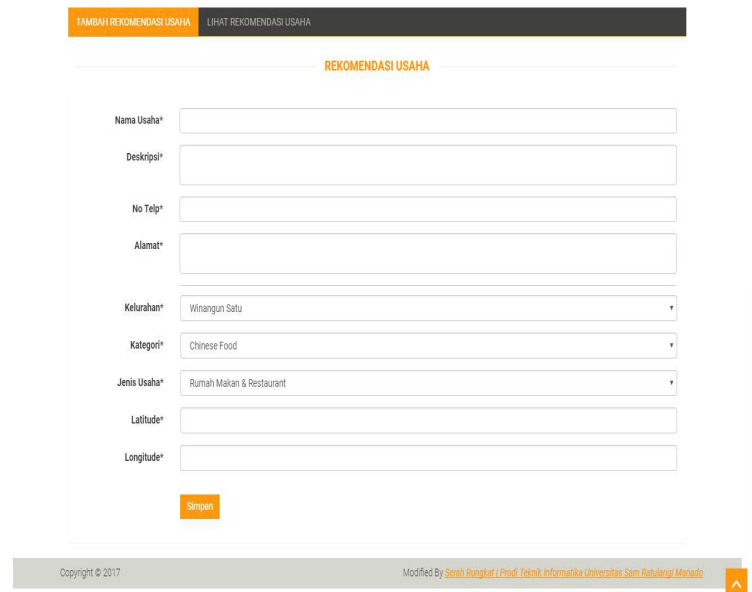 TAMBAH REKOMENDASI USAHA LIHAT REKOMENDASI USAHA
REKOMENDASI USAHA
Nama Usaha*
Deskripsi*
No Telp*
Alamat*
Kelurahan* Winangun Satu
Kategori* Chinese Food
Jenis Usaha* Rumah Makan & Restaurant
Latitude*
Longitude*
Simpan
Copyright © 2017 Modified By Serah Rungkat | Prodi Teknik Informatika Universitas Sam Ratulangi Manado